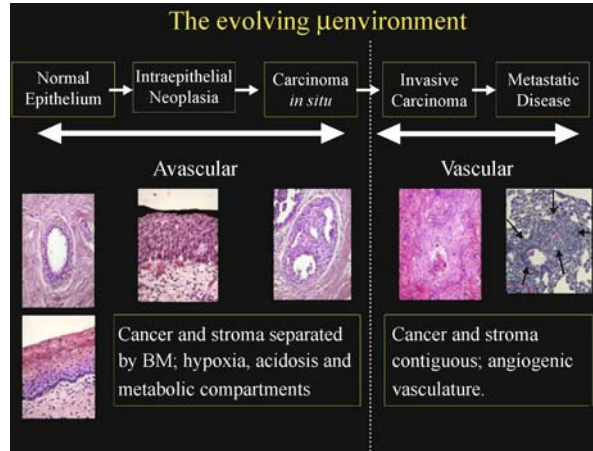 The evolving μenvironment
Normal
Epithelium
Intraepithelial
Neoplasia
Carcinoma
in situ
Invasive
Carcinoma
Metastatic
Disease
Avascular
Vascular
Cancer and stroma separated
by BM; hypoxia, acidosis and
metabolic compartments
Cancer and stroma
contiguous; angiogenic
vasculature.